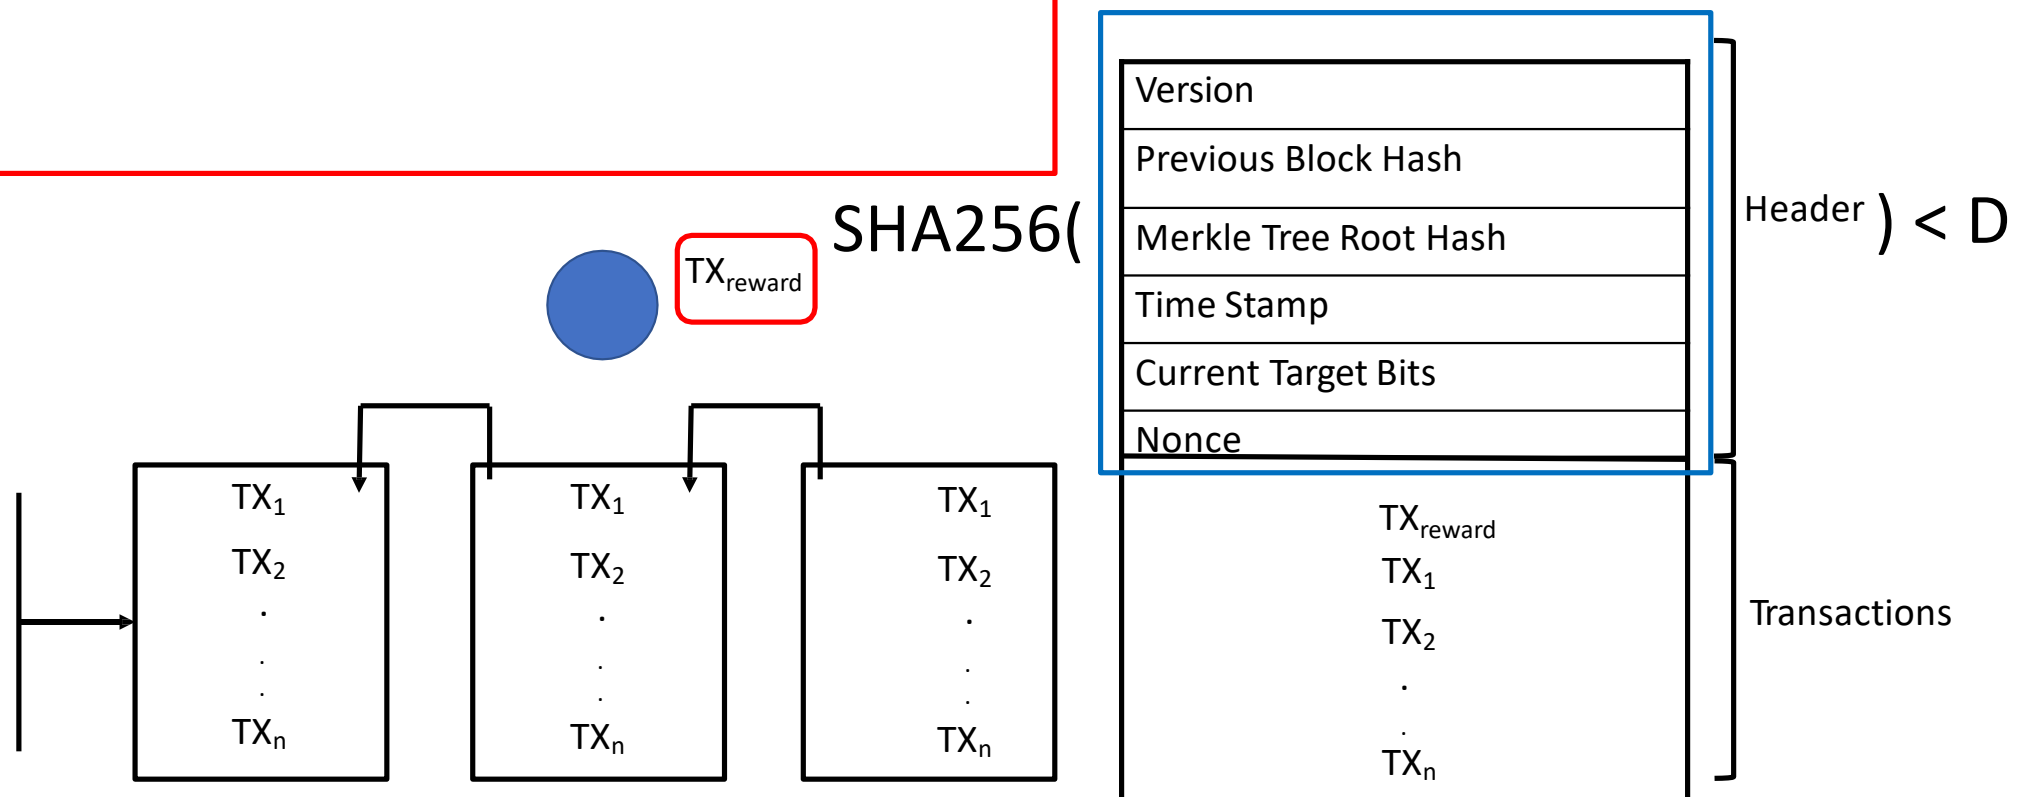 SHA256(
Version
Previous Block Hash
Merkle Tree Root Hash
Time Stamp
Current Target Bits
Nonce
Header
) < D
TXreward
TX1
TX2
.
.
.
TXn
TX1
TX2
.
.
.
TXn
TX1
TX2
.
.
.
TXn
TXreward
TX1
TX2
.
.
TXn
Transactions